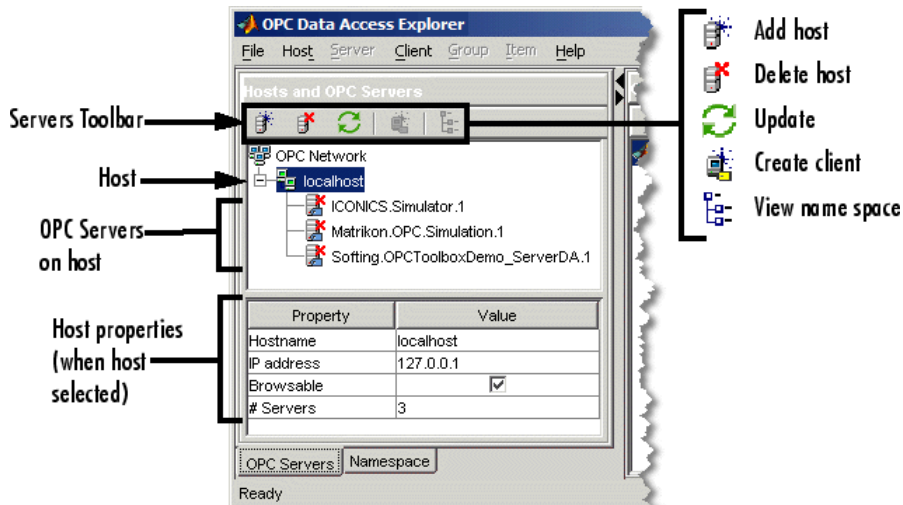 OPC Data Access Explorer
File Host Server Client Group Item Help
Hosts and OPC Servers
Servers Toolbar
OPC Network
Host
localhost
ICONICS.Simulator.1
OPC Servers
on host
Matrikon.OPC.Simulation.1
Softing.OPCToolboxDemo_ServerDA.1
Host properties
(when host
selected)
Property Value
Hostname localhost
IP address 127.0.0.1
Browsable
# Servers 3
OPC Servers Namespace
Ready
Add host
Delete host
Update
Create client
View name space